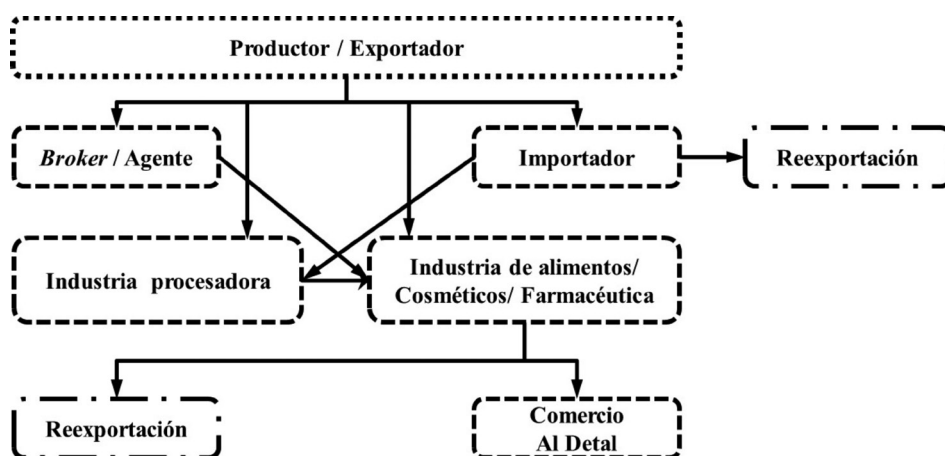 Productor / Exportador
Broker / Agente
Importador
Reexportación
Industria procesadora
Industria de alimentos/
Cosméticos/ Farmacéutica
Reexportación
Comercio
Al Detal